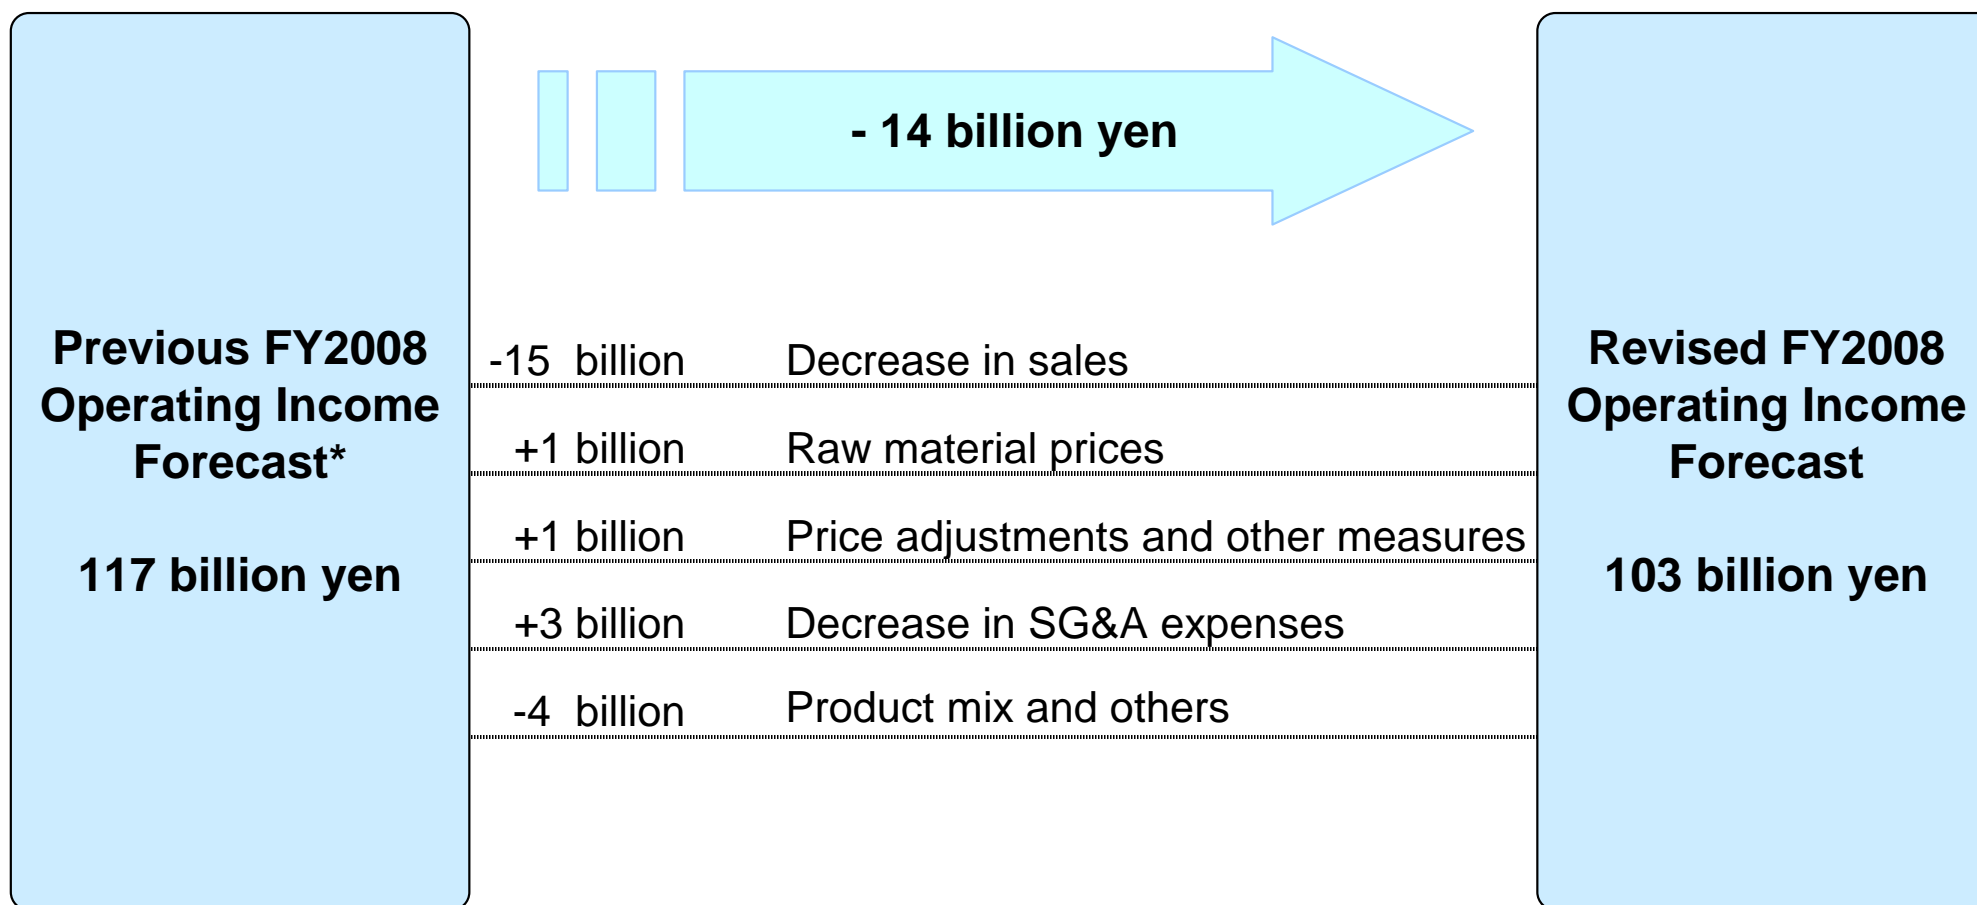 - 14 billion yen
Previous FY2008
Operating Income
Forecast*
117 billion yen
-15 billion Decrease in sales
+1 billion Raw material prices
+1 billion Price adjustments and other measures
+3 billion Decrease in SG&A expenses
-4 billion Product mix and others
Revised FY2008
Operating Income
Forecast
103 billion yen